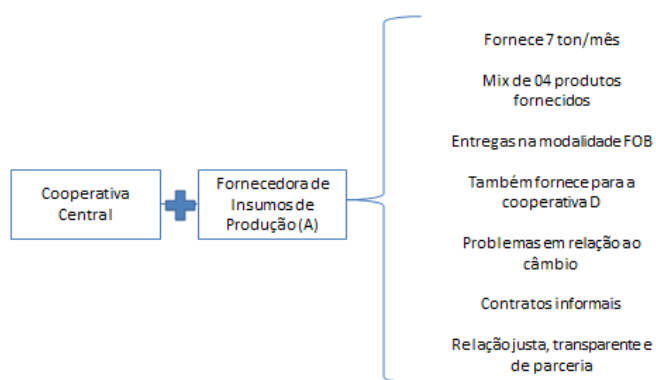 Cooperativa
Central
Fornecedora de
Insumos de
Produção (A)
Fornece 7 ton/mês
Mix de 04 produtos
fornecidos
Entregas na modalidade FOB
Também fornece para a
cooperativa D
Problemas em relação ao
câmbio
Contratos informais
Relação justa, transparente e
de parceria